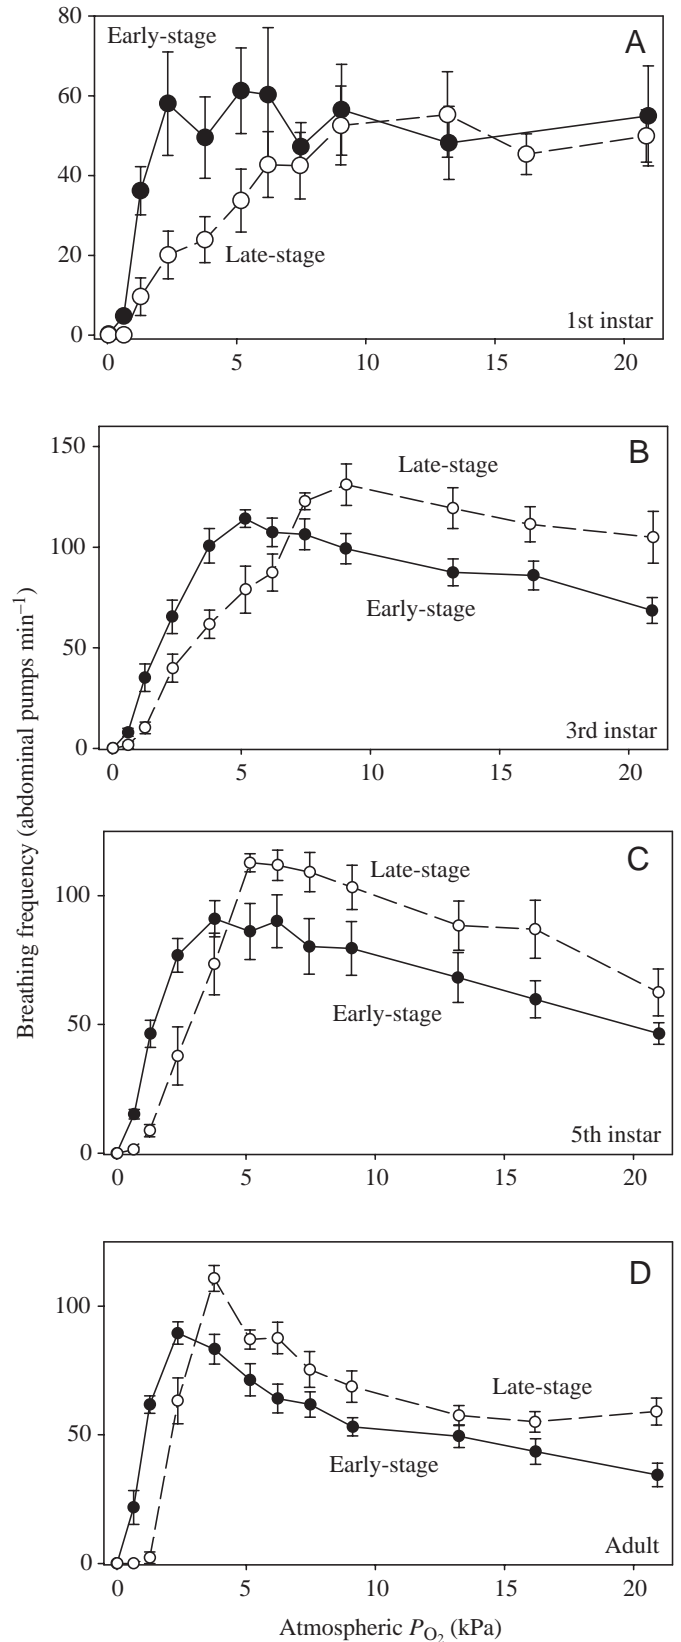 Breathing frequency (abdominal pumps min⁻¹)
80
60
40
20
0
Early-stage
A
Late-stage
1st instar
0 5 10 15 20
150
100
50
0
B
Late-stage
Early-stage
3rd instar
0 5 10 15 20
100
50
0
C
Late-stage
Early-stage
5th instar
0 5 10 15 20
100
50
0
D
Late-stage
Early-stage
Adult
0 5 10 15 20
Atmospheric P_O₂ (kPa)